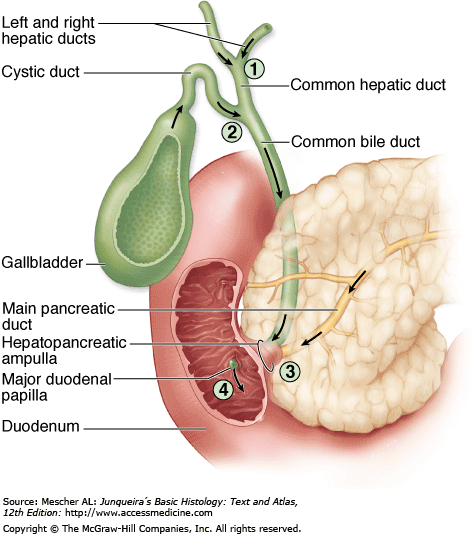 Left and right
hepatic ducts
Cystic duct
1
Common hepatic duct
2
Common bile duct
Gallbladder
Main pancreatic
duct
Hepatopancreatic
ampulla
3
Major duodenal
papilla
4
Duodenum
Source: Mescher AL: Junqueira´s Basic Histology: Text and Atlas,
12th Edition: http://www.accessmedicine.com
Copyright © The McGraw-Hill Companies, Inc. All rights reserved.